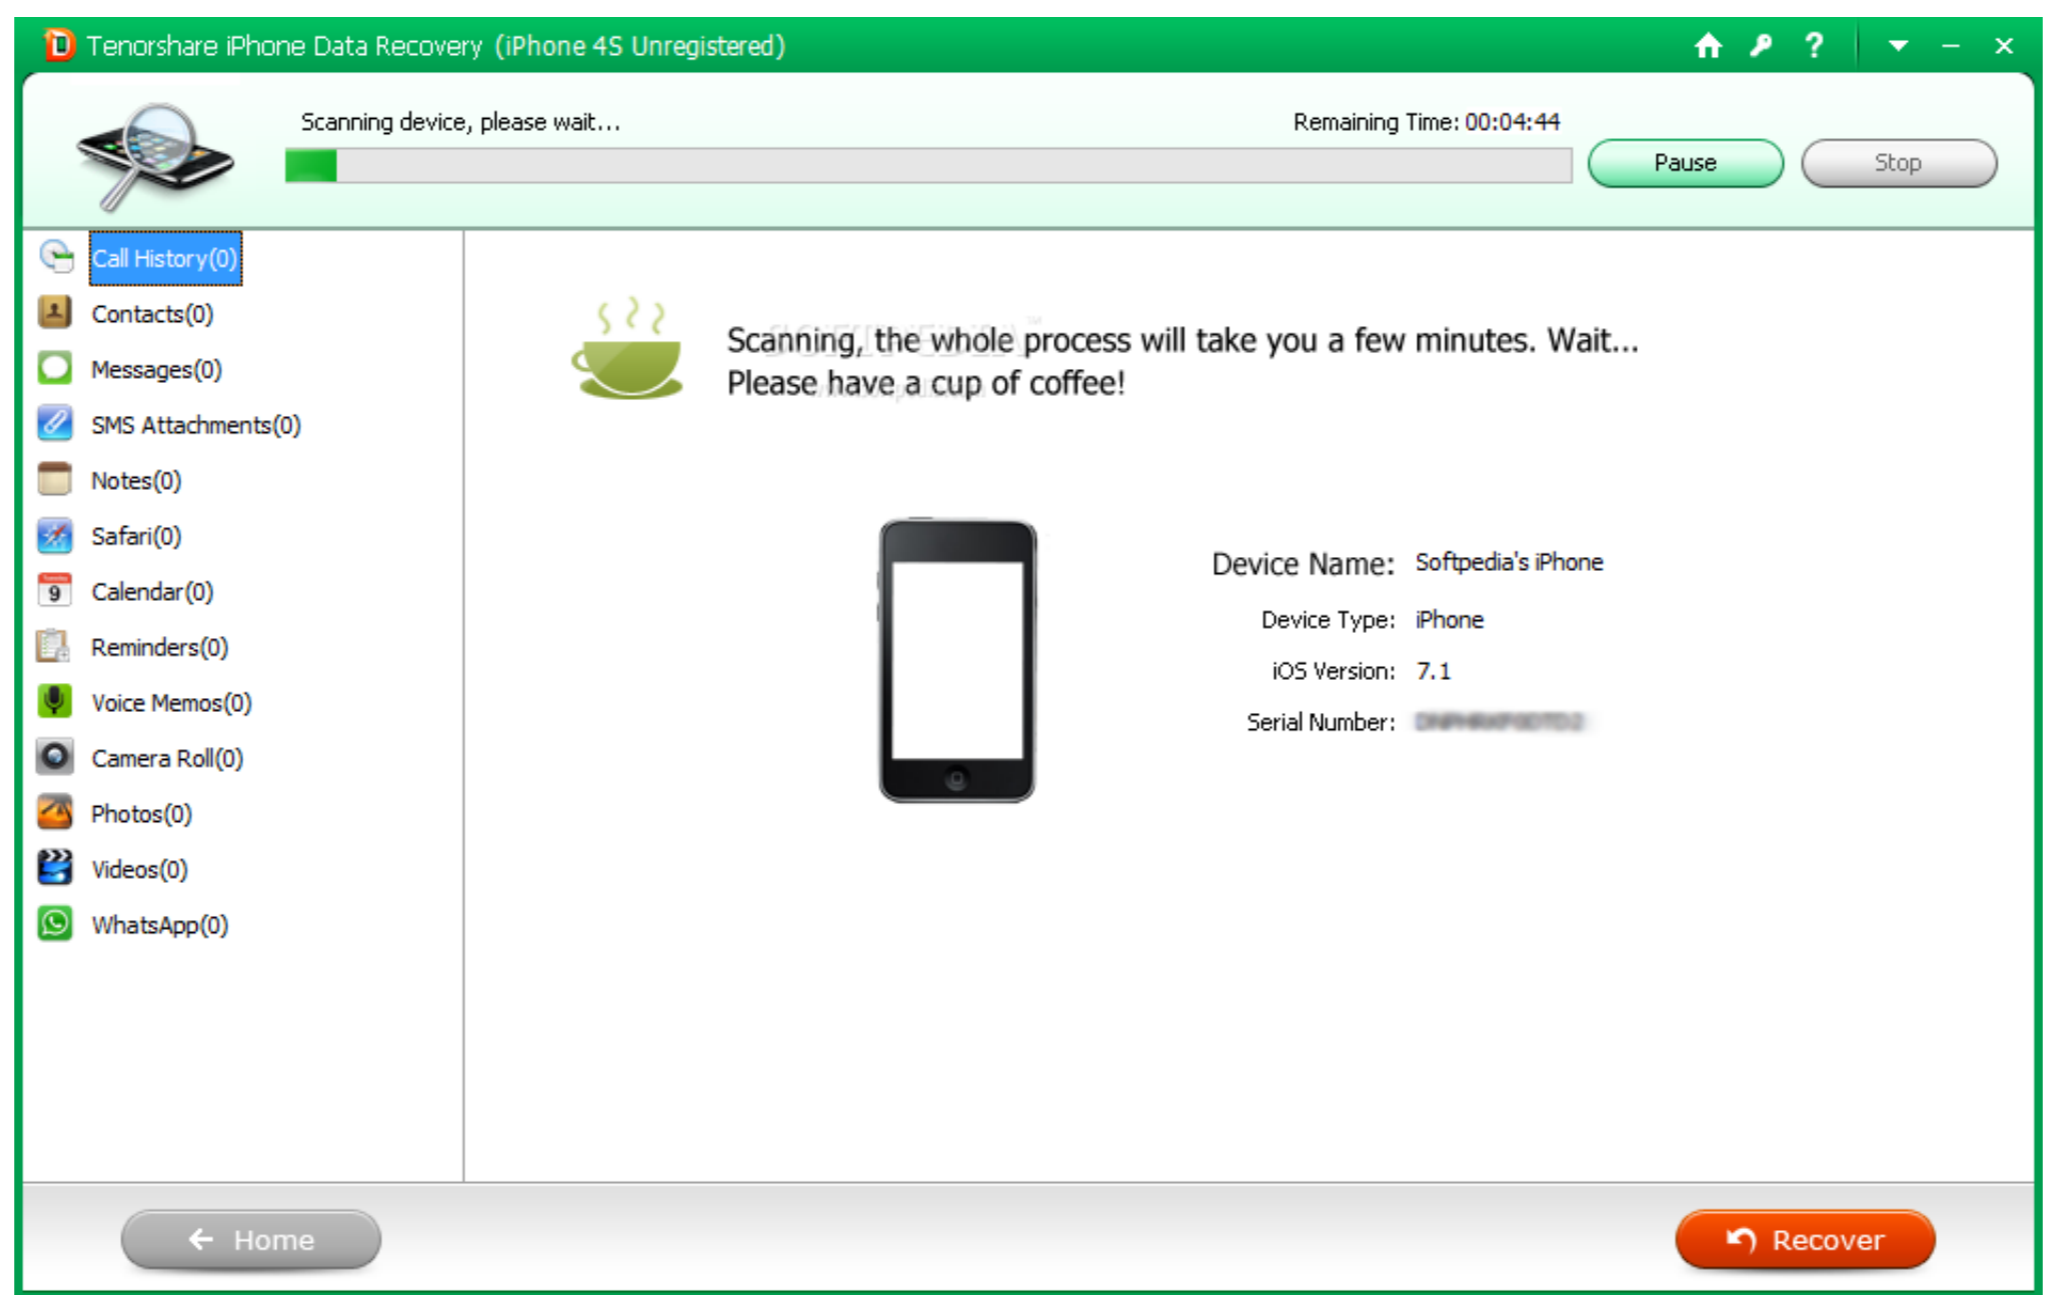 Tenorshare iPhone Data Recovery (iPhone 4S Unregistered)
Scanning device, please wait...
Remaining Time: 00:04:44
Pause
Stop
Call History(0)
Contacts(0)
Messages(0)
SMS Attachments(0)
Notes(0)
Safari(0)
Calendar(0)
Reminders(0)
Voice Memos(0)
Camera Roll(0)
Photos(0)
Videos(0)
WhatsApp(0)
Scanning, the whole process will take you a few minutes. Wait...
Please have a cup of coffee!
Device Name: Softpedia's iPhone
Device Type: iPhone
iOS Version: 7.1
Serial Number:
Home
Recover